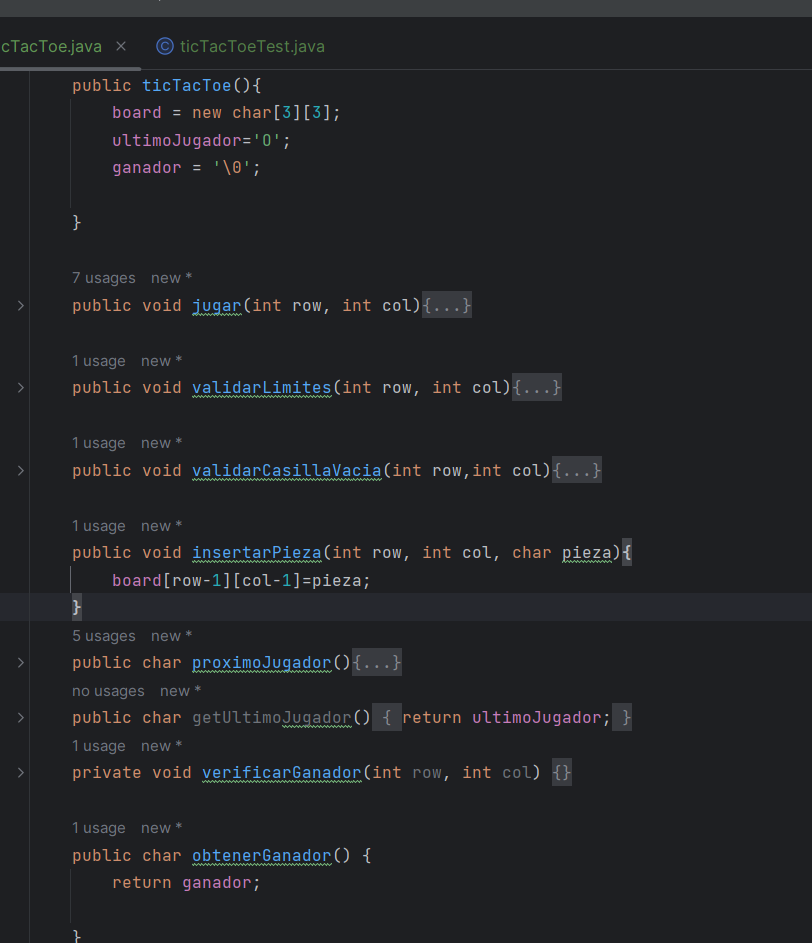 cTacToe.java × C ticTacToeTest.java
public ticTacToe(){
board = new char[3][3];
ultimoJugador='O';
ganador = '\0';
}
7 usages new *
public void jugar(int row, int col){...}
1 usage new *
public void validarLimites(int row, int col){...}
1 usage new *
public void validarCasillaVacia(int row,int col){...}
1 usage new *
public void insertarPieza(int row, int col, char pieza){
board[row-1][col-1]=pieza;
}
5 usages new *
public char proximoJugador(){...}
no usages new *
public char getUltimoJugador() { return ultimoJugador; }
1 usage new *
private void verificarGanador(int row, int col) {}
1 usage new *
public char obtenerGanador() {
return ganador;
}